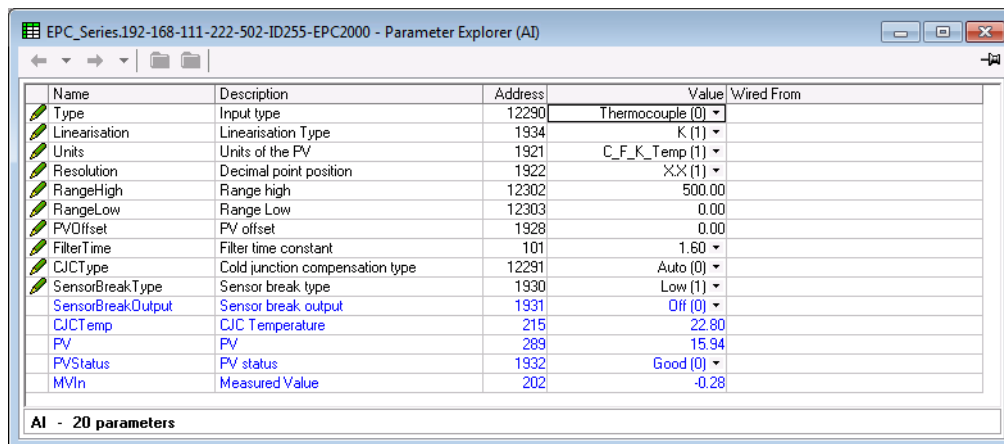 EPC_Series.192-168-111-222-502-ID255-EPC2000 - Parameter Explorer (AI)
Name Description Address Value Wired From
Type Input type 12290 Thermocouple (0)
Linearisation Linearisation Type 1934 K (1)
Units Units of the PV 1921 C_F_K_Temp (1)
Resolution Decimal point position 1922 X.X (1)
RangeHigh Range high 12302 500.00
RangeLow Range Low 12303 0.00
PVOffset PV offset 1928 0.00
FilterTime Filter time constant 101 1.60
CJCType Cold junction compensation type 12291 Auto (0)
SensorBreakType Sensor break type 1930 Low (1)
SensorBreakOutput Sensor break output 1931 Off (0)
CJCTemp CJC Temperature 215 22.80
PV PV 289 15.94
PVStatus PV status 1932 Good (0)
MVIn Measured Value 202 -0.28
AI - 20 parameters